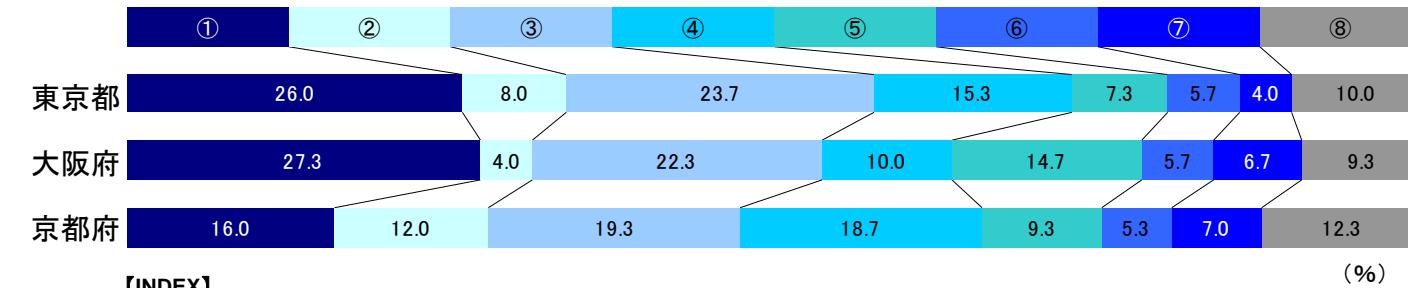 ① ② ③ ④ ⑤ ⑥ ⑦ ⑧
東京都 26.0 8.0 23.7 15.3 7.3 5.7 4.0 10.0
大阪府 27.3 4.0 22.3 10.0 14.7 5.7 6.7 9.3
京都府 16.0 12.0 19.3 18.7 9.3 5.3 7.0 12.3
（%）
【INDEX】